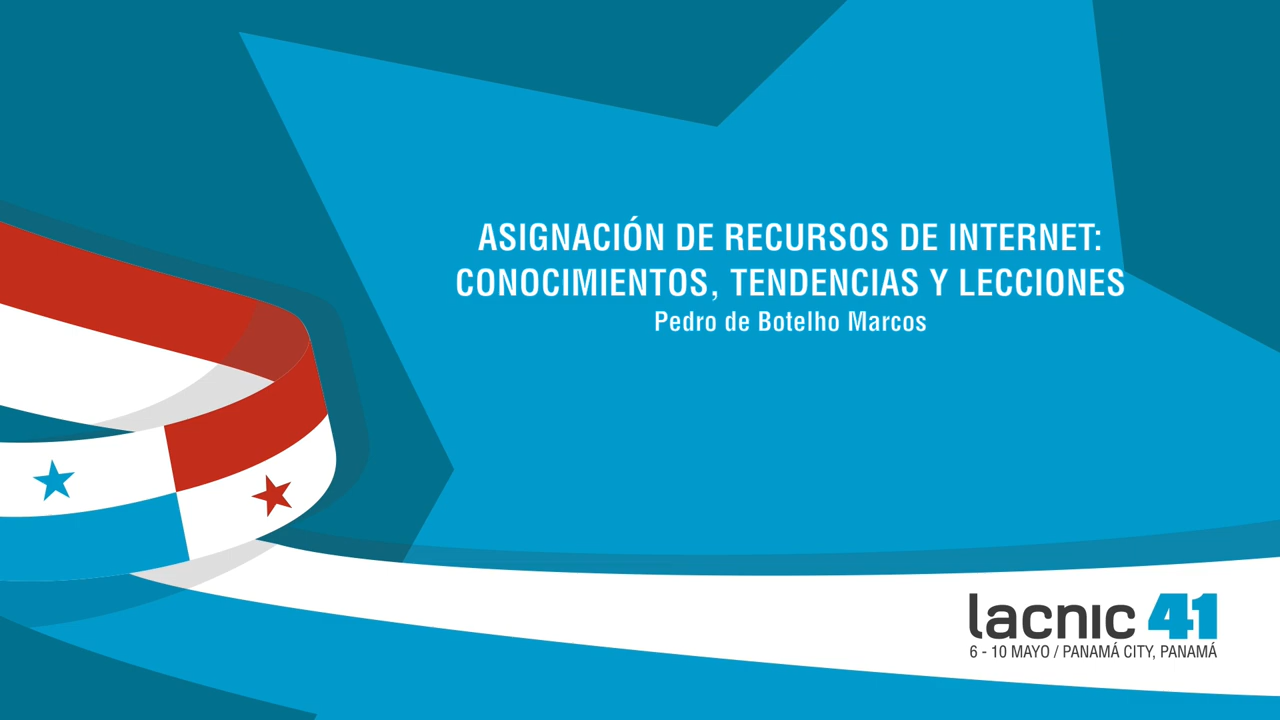 ASIGNACIÓN DE RECURSOS DE INTERNET:
CONOCIMIENTOS, TENDENCIAS Y LECCIONES
Pedro de Botelho Marcos
lacnic 41
6 - 10 MAYO / PANAMÁ CITY, PANAMÁ